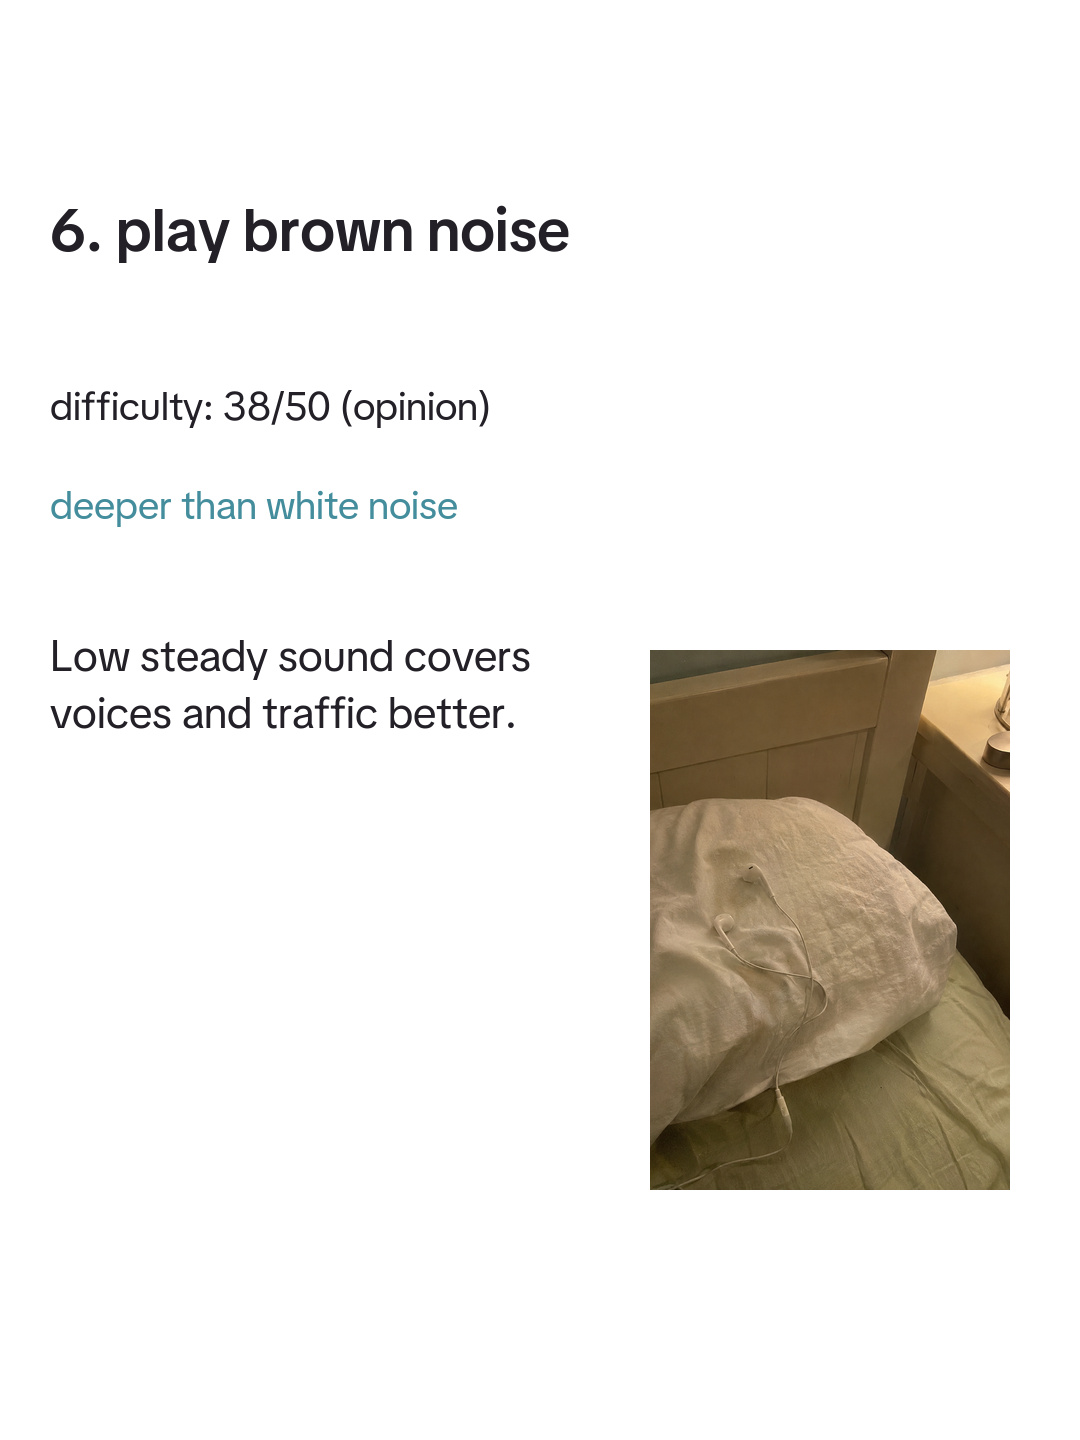 6. play brown noise
difficulty: 38/50 (opinion)
deeper than white noise
Low steady sound covers
voices and traffic better.